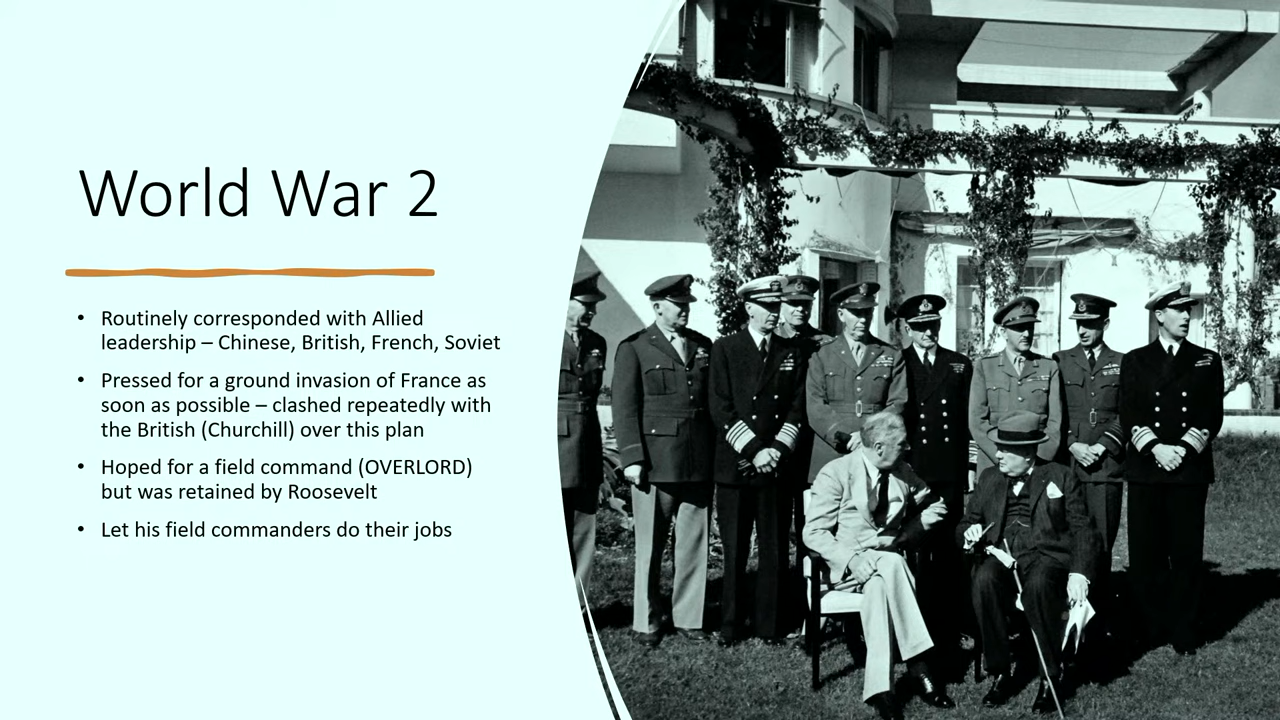 World War 2
• Routinely corresponded with Allied
leadership – Chinese, British, French, Soviet
• Pressed for a ground invasion of France as
soon as possible – clashed repeatedly with
the British (Churchill) over this plan
• Hoped for a field command (OVERLORD)
but was retained by Roosevelt
• Let his field commanders do their jobs